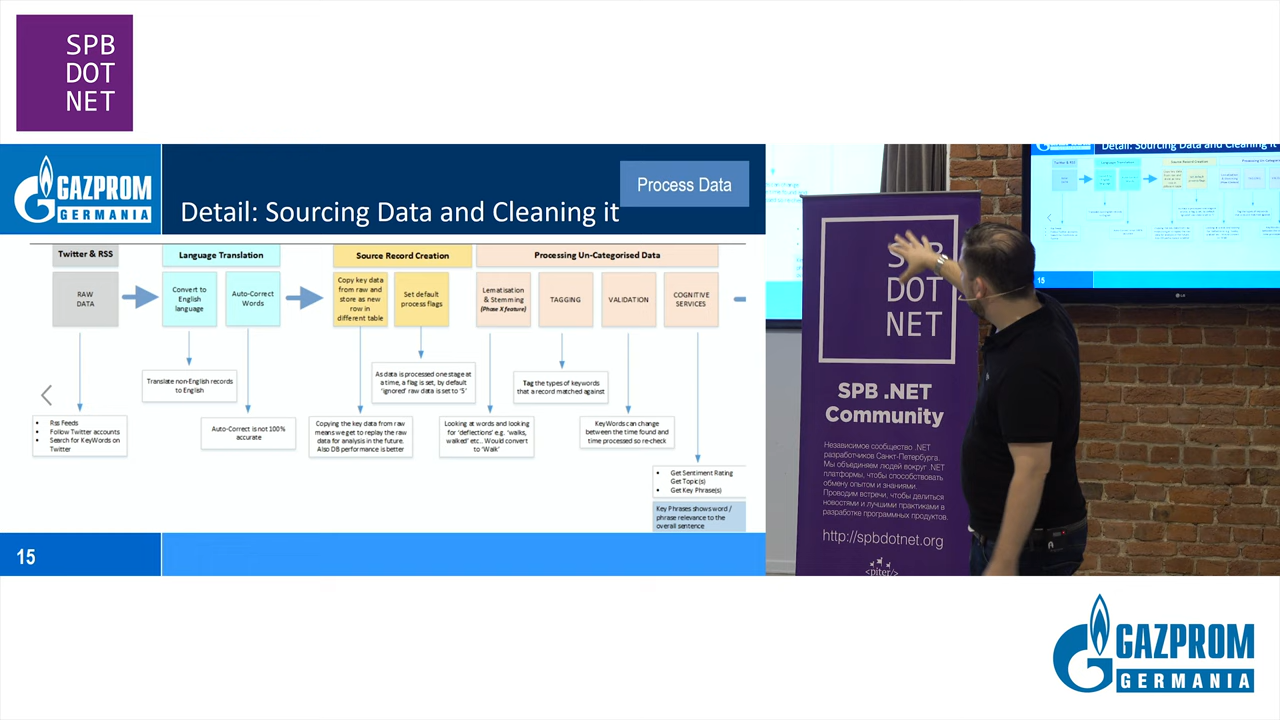 SPB
DOT
NET
GAZPROM
GERMANIA
Process Data
Detail: Sourcing Data and Cleaning it
Twitter & RSS
Language Translation
Source Record Creation
Processing Un-Categorised Data
RAW
DATA
Convert to
English
language
Auto-Correct
Words
Copy key data
from raw and
store as new
row in
different table
Set default
process flags
Lematisation
& Stemming
(Phase X feature)
TAGGING
VALIDATION
COGNITIVE
SERVICES
Translate non-English records
to English
As data is processed one stage at
a time, a flag is set, by default
'ignored' raw data is set to '5'
Tag the types of keywords
that a record matched against
• Rss Feeds
• Follow Twitter accounts
• Search for KeyWords on
Twitter
Auto-Correct is not 100%
accurate
Copying the key data from raw
means we get to replay the raw
data for analysis in the future.
Also DB performance is better
Looking at words and looking
for 'deflections' e.g. 'walks,
walked' etc.. Would convert
to 'Walk'
KeyWords can change
between the time found and
time processed so re-check
• Get Sentiment Rating
• Get Topic(s)
• Get Key Phrase(s)
Key Phrases shows word /
phrase relevance to the
overall sentence
15
Detail: Sourcing Data and Cleaning it
Twitter & RSS
Language Translation
Source Record Creation
15
LG
SPB
DOT
NET
SPB .NET
Community
Независимое сообщество .NET
разработчиков Санкт-Петербурга.
Мы объединяем людей вокруг .NET
платформы, чтобы способствовать
обмену опытом и знаниями.
Проводим встречи, чтобы делиться
новостями и лучшими практиками в
разработке программных продуктов.
http://spbdotnet.org
<piter/>
GAZPROM
GERMANIA